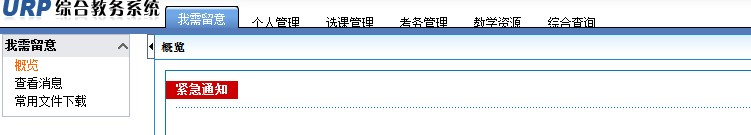 URP综合教务系统
我需留意 个人管理 选课管理 考务管理 教学资源 综合查询
我需留意
概览
查看消息
常用文件下载
概览
紧急通知